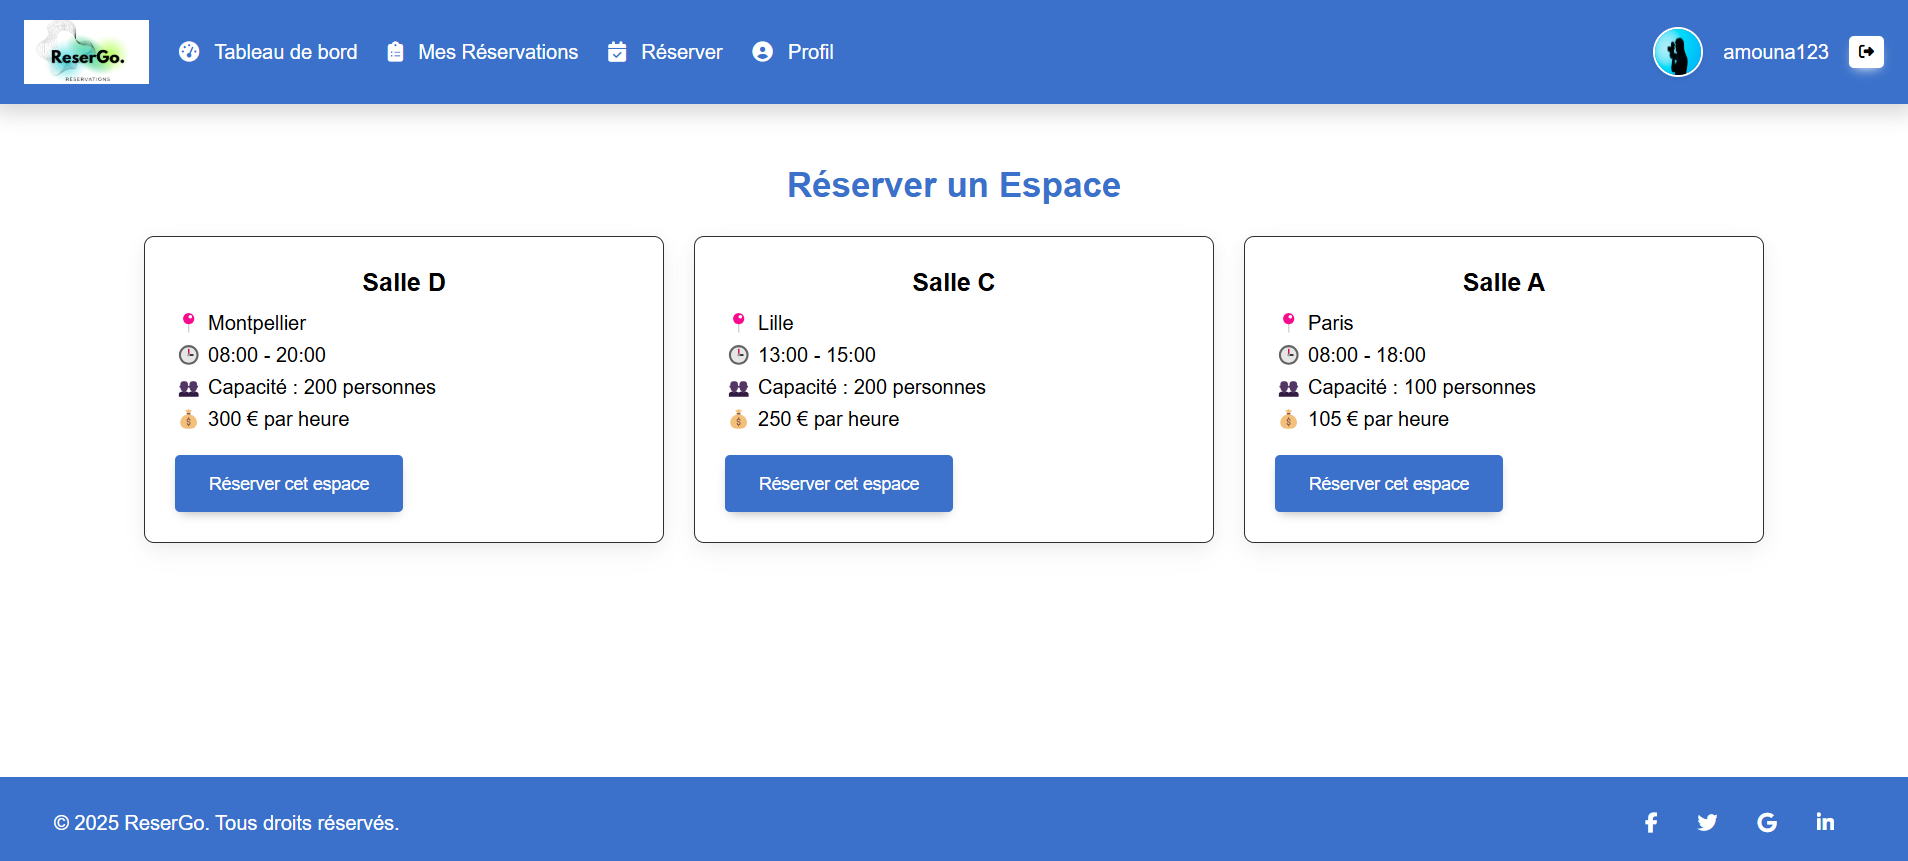 ReserGo.
RÉSERVATIONS
Tableau de bord
Mes Réservations
Réserver
Profil
amouna123
Réserver un Espace
Salle D
Montpellier
08:00 - 20:00
Capacité : 200 personnes
300 € par heure
Réserver cet espace
Salle C
Lille
13:00 - 15:00
Capacité : 200 personnes
250 € par heure
Réserver cet espace
Salle A
Paris
08:00 - 18:00
Capacité : 100 personnes
105 € par heure
Réserver cet espace
© 2025 ReserGo. Tous droits réservés.